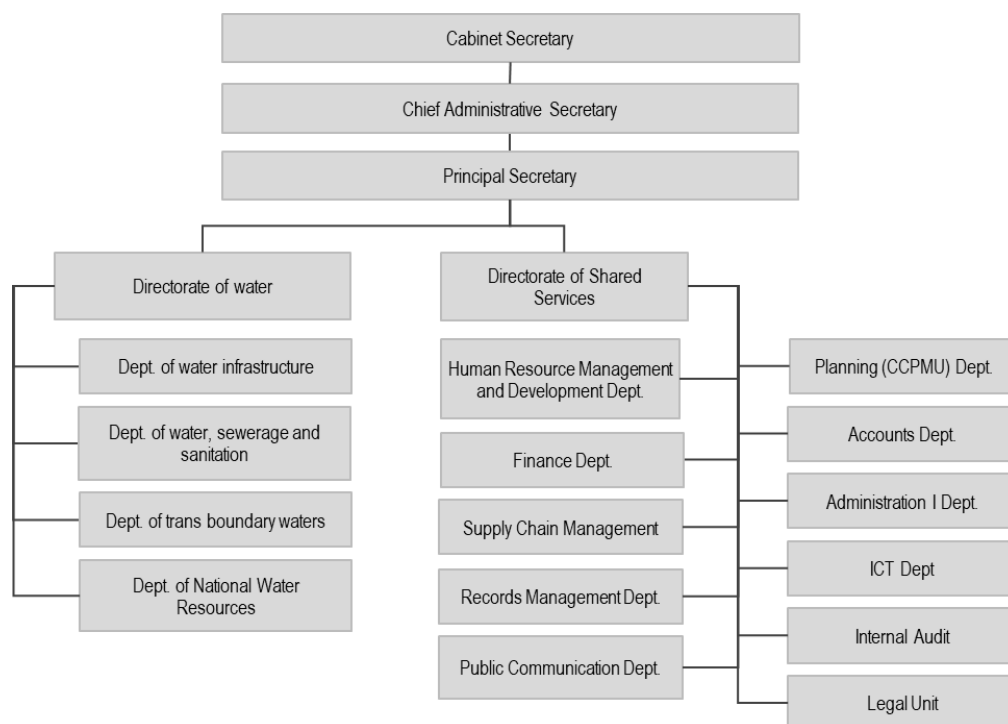 Cabinet Secretary
Chief Administrative Secretary
Principal Secretary
Directorate of water
Dept. of water infrastructure
Dept. of water, sewerage and
sanitation
Dept. of trans boundary waters
Dept. of National Water
Resources
Directorate of Shared
Services
Human Resource Management
and Development Dept.
Finance Dept.
Supply Chain Management
Records Management Dept.
Public Communication Dept.
Planning (CCPMU) Dept.
Accounts Dept.
Administration I Dept.
ICT Dept
Internal Audit
Legal Unit